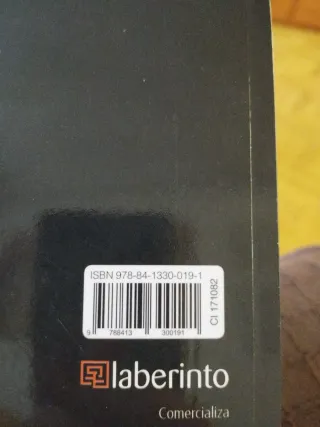 ISBN 978-84-1330-019-1
9 788413 300191
CI 171082
laberinto
Comercializa